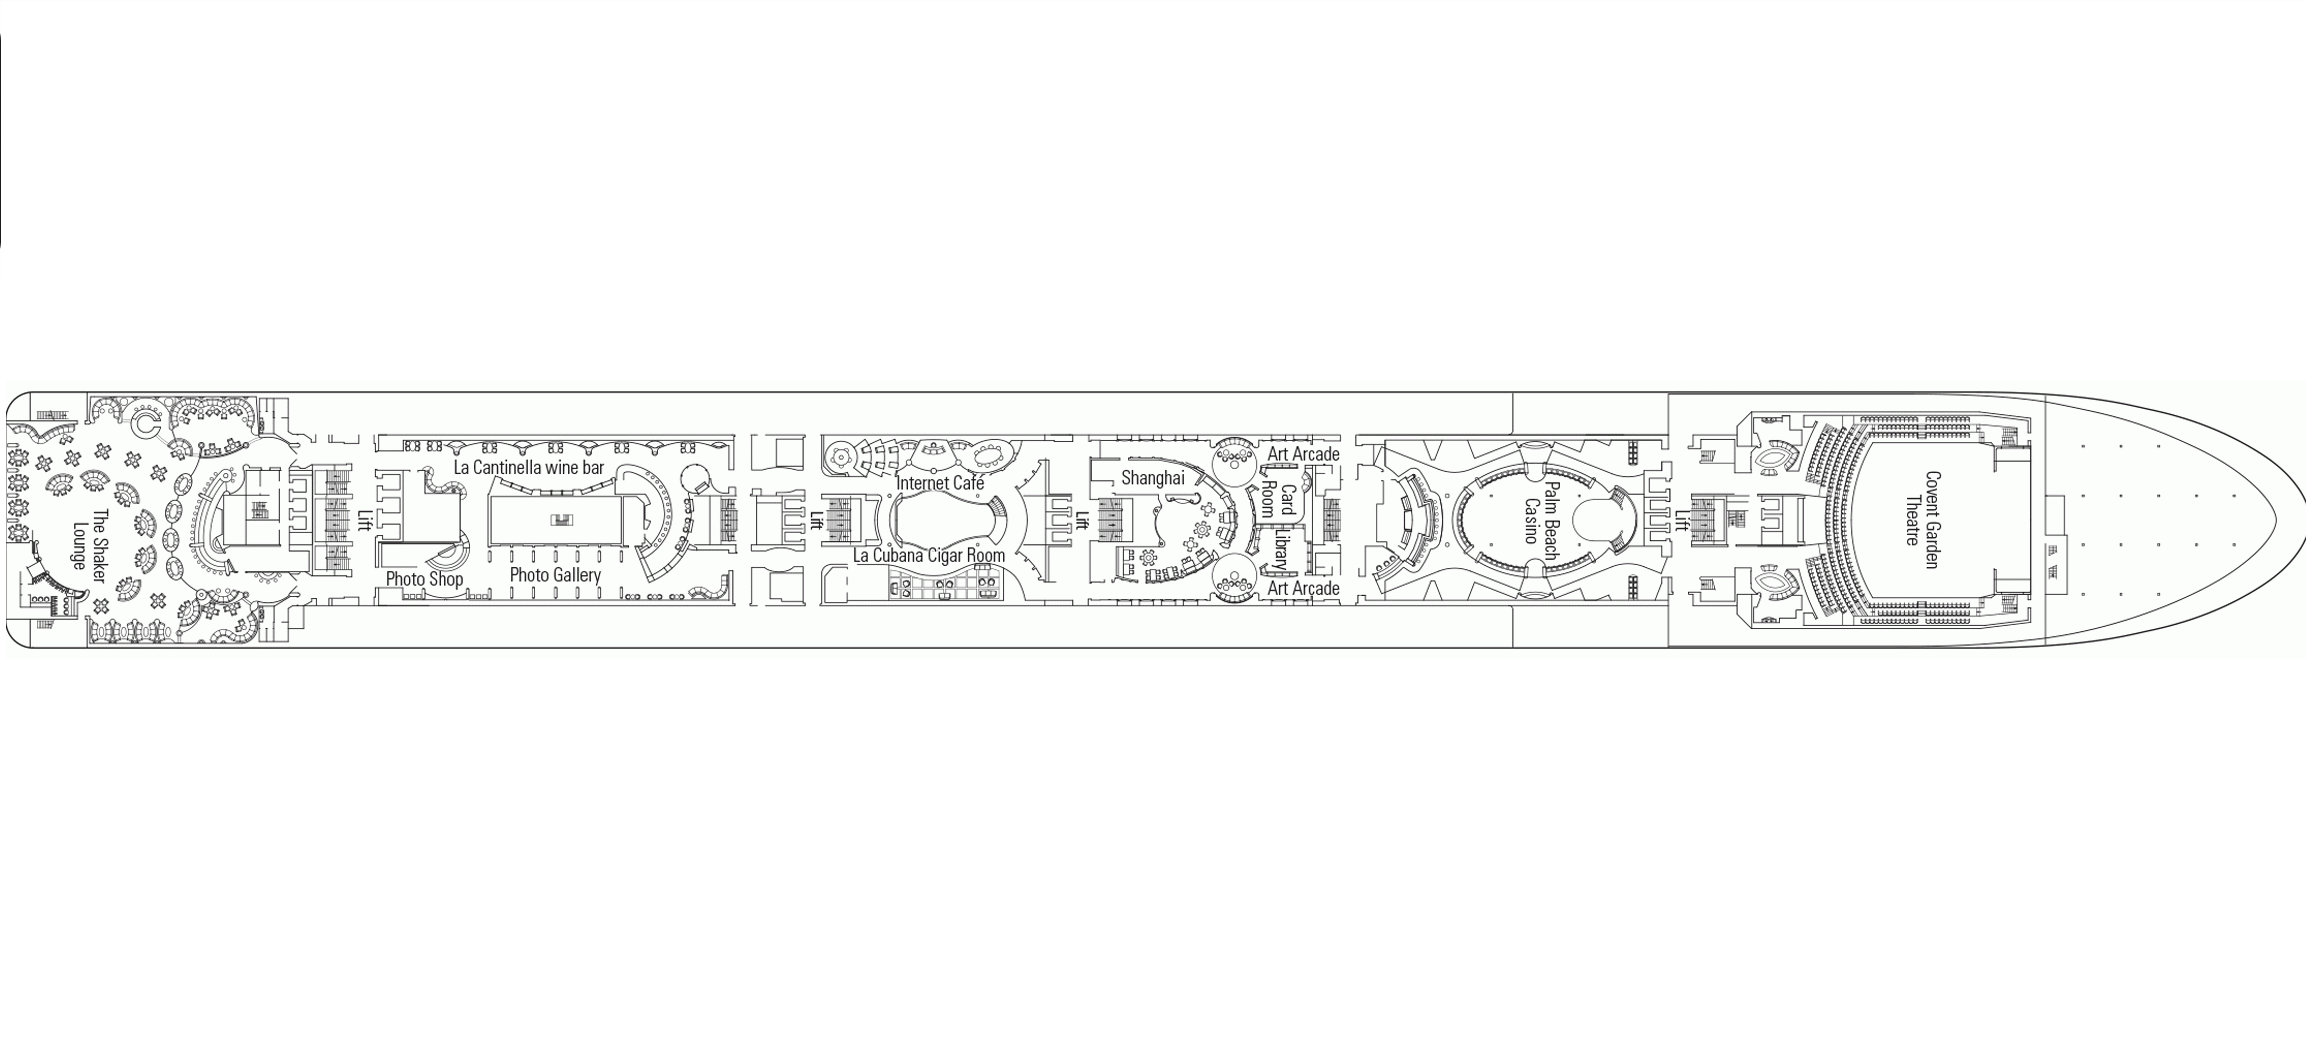 The Shaker
Lounge
Lift
La Cantinella wine bar
Photo Shop
Photo Gallery
Lift
Internet Café
La Cubana Cigar Room
Lift
Shanghai
Art Arcade
Card
Room
Library
Art Arcade
Palm Beach
Casino
Lift
Covent Garden
Theatre